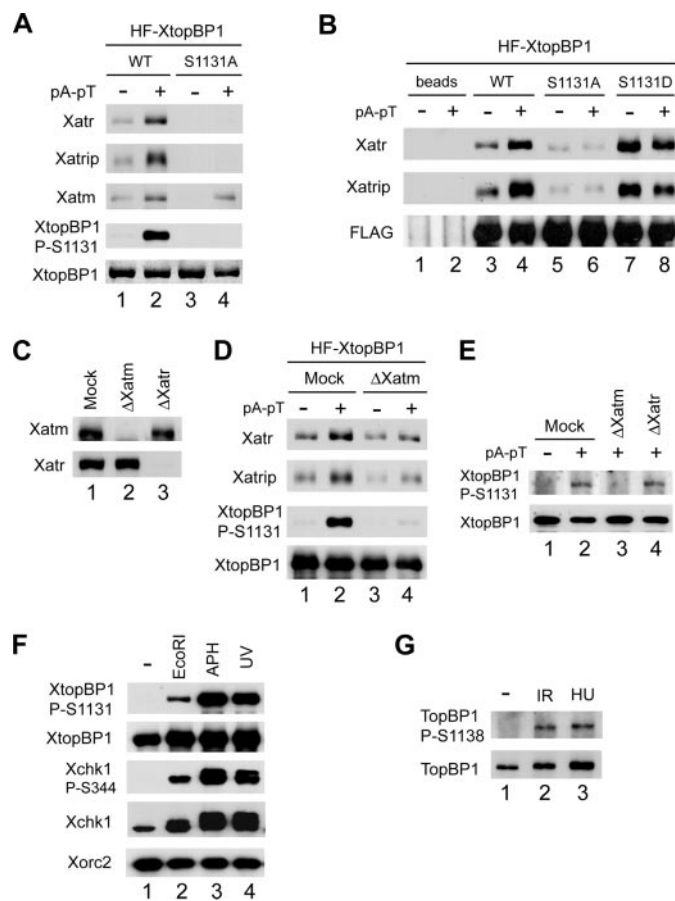 A
HF-XtopBP1
WT S1131A
pA-pT - + - +
Xatr
Xatrip
Xatm
XtopBP1
P-S1131
XtopBP1
1 2 3 4
B
HF-XtopBP1
beads WT S1131A S1131D
pA-pT - + - + - + - +
Xatr
Xatrip
FLAG
1 2 3 4 5 6 7 8
C
Mock ΔXatm ΔXatr
Xatm
Xatr
1 2 3
D
HF-XtopBP1
Mock ΔXatm
pA-pT - + - +
Xatr
Xatrip
XtopBP1
P-S1131
XtopBP1
1 2 3 4
E
Mock ΔXatm ΔXatr
pA-pT - + + +
XtopBP1
P-S1131
XtopBP1
1 2 3 4
F
- EcoRI APH UV
XtopBP1
P-S1131
XtopBP1
Xchk1
P-S344
Xchk1
Xorc2
1 2 3 4
G
- IR HU
TopBP1
P-S1138
TopBP1
1 2 3